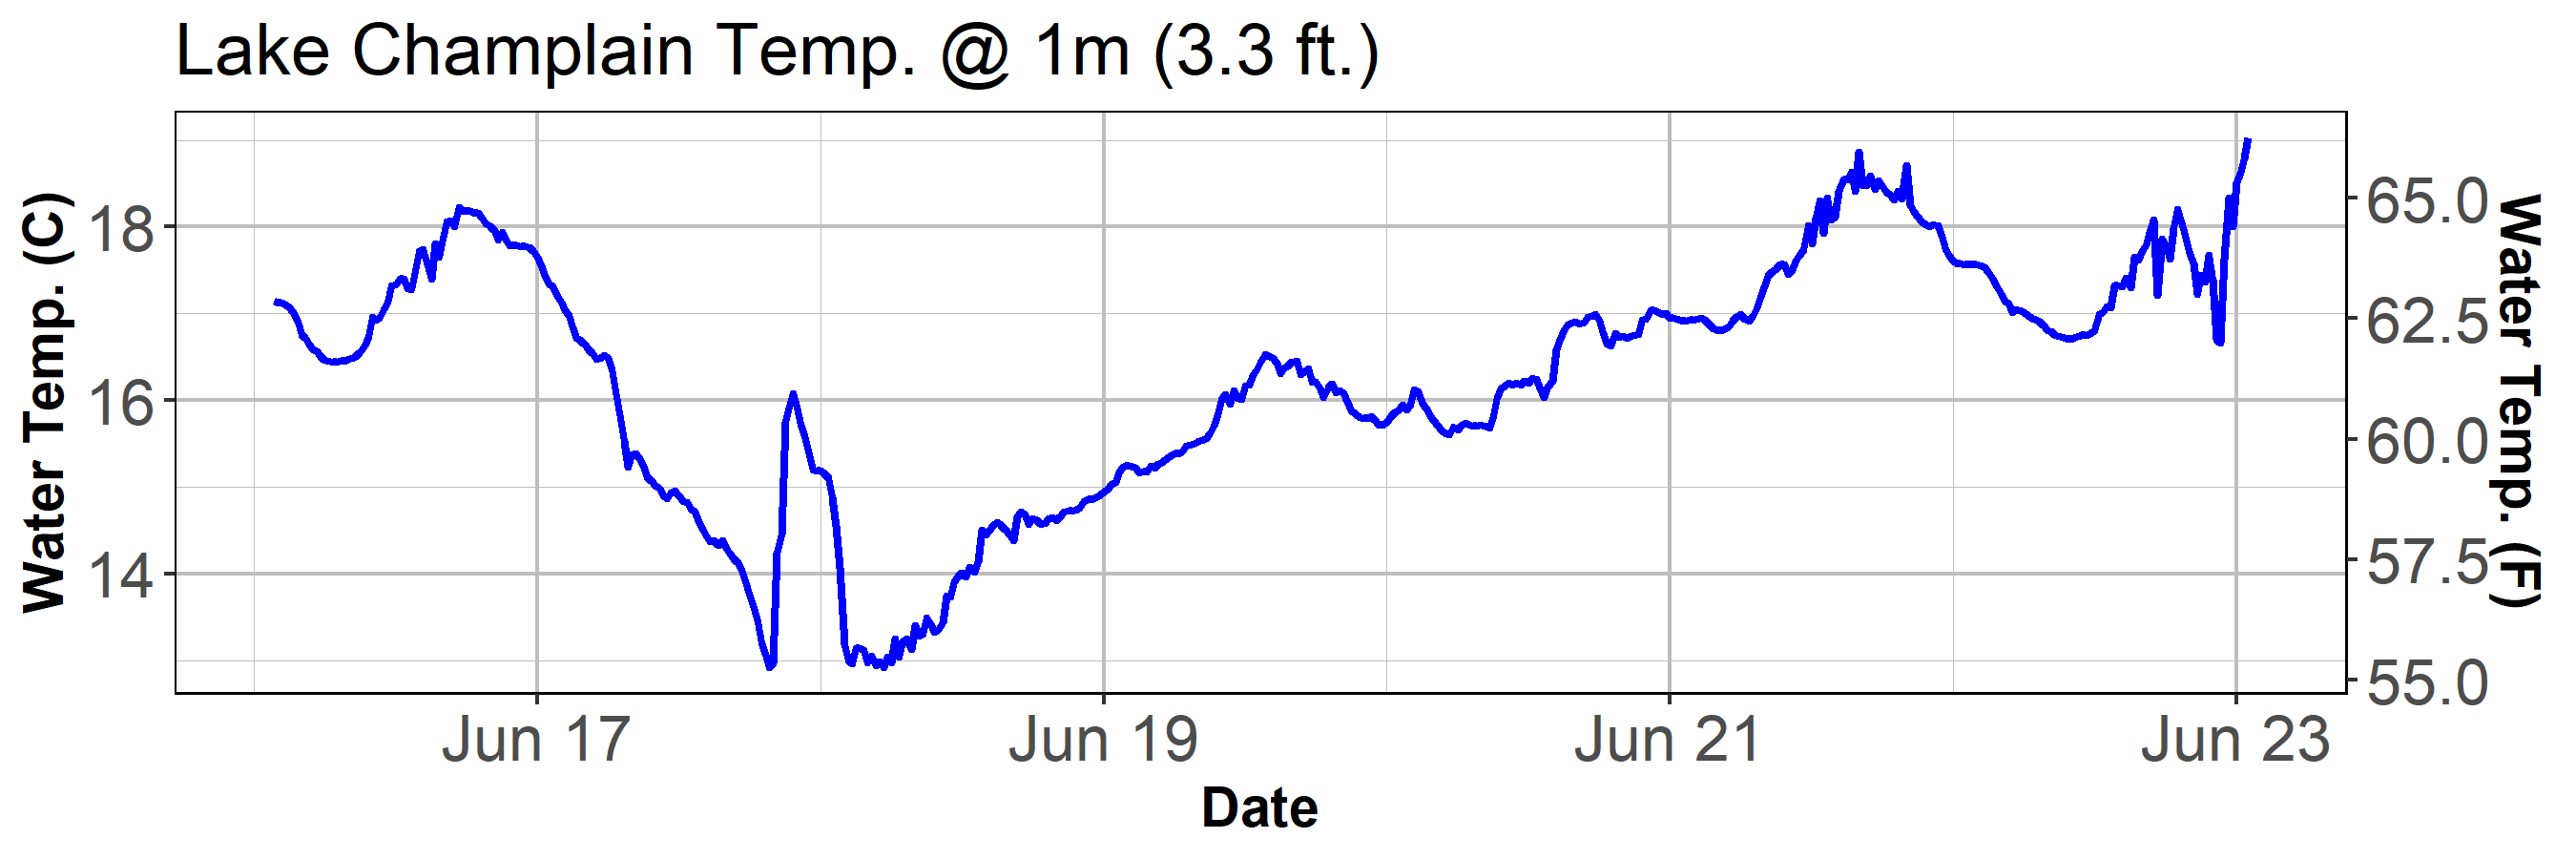 Lake Champlain Temp. @ 1m (3.3 ft.)
Water Temp. (C)
18
16
14
65.0
62.5
60.0
57.5
55.0
Water Temp. (F)
Jun 17 Jun 19 Jun 21 Jun 23
Date